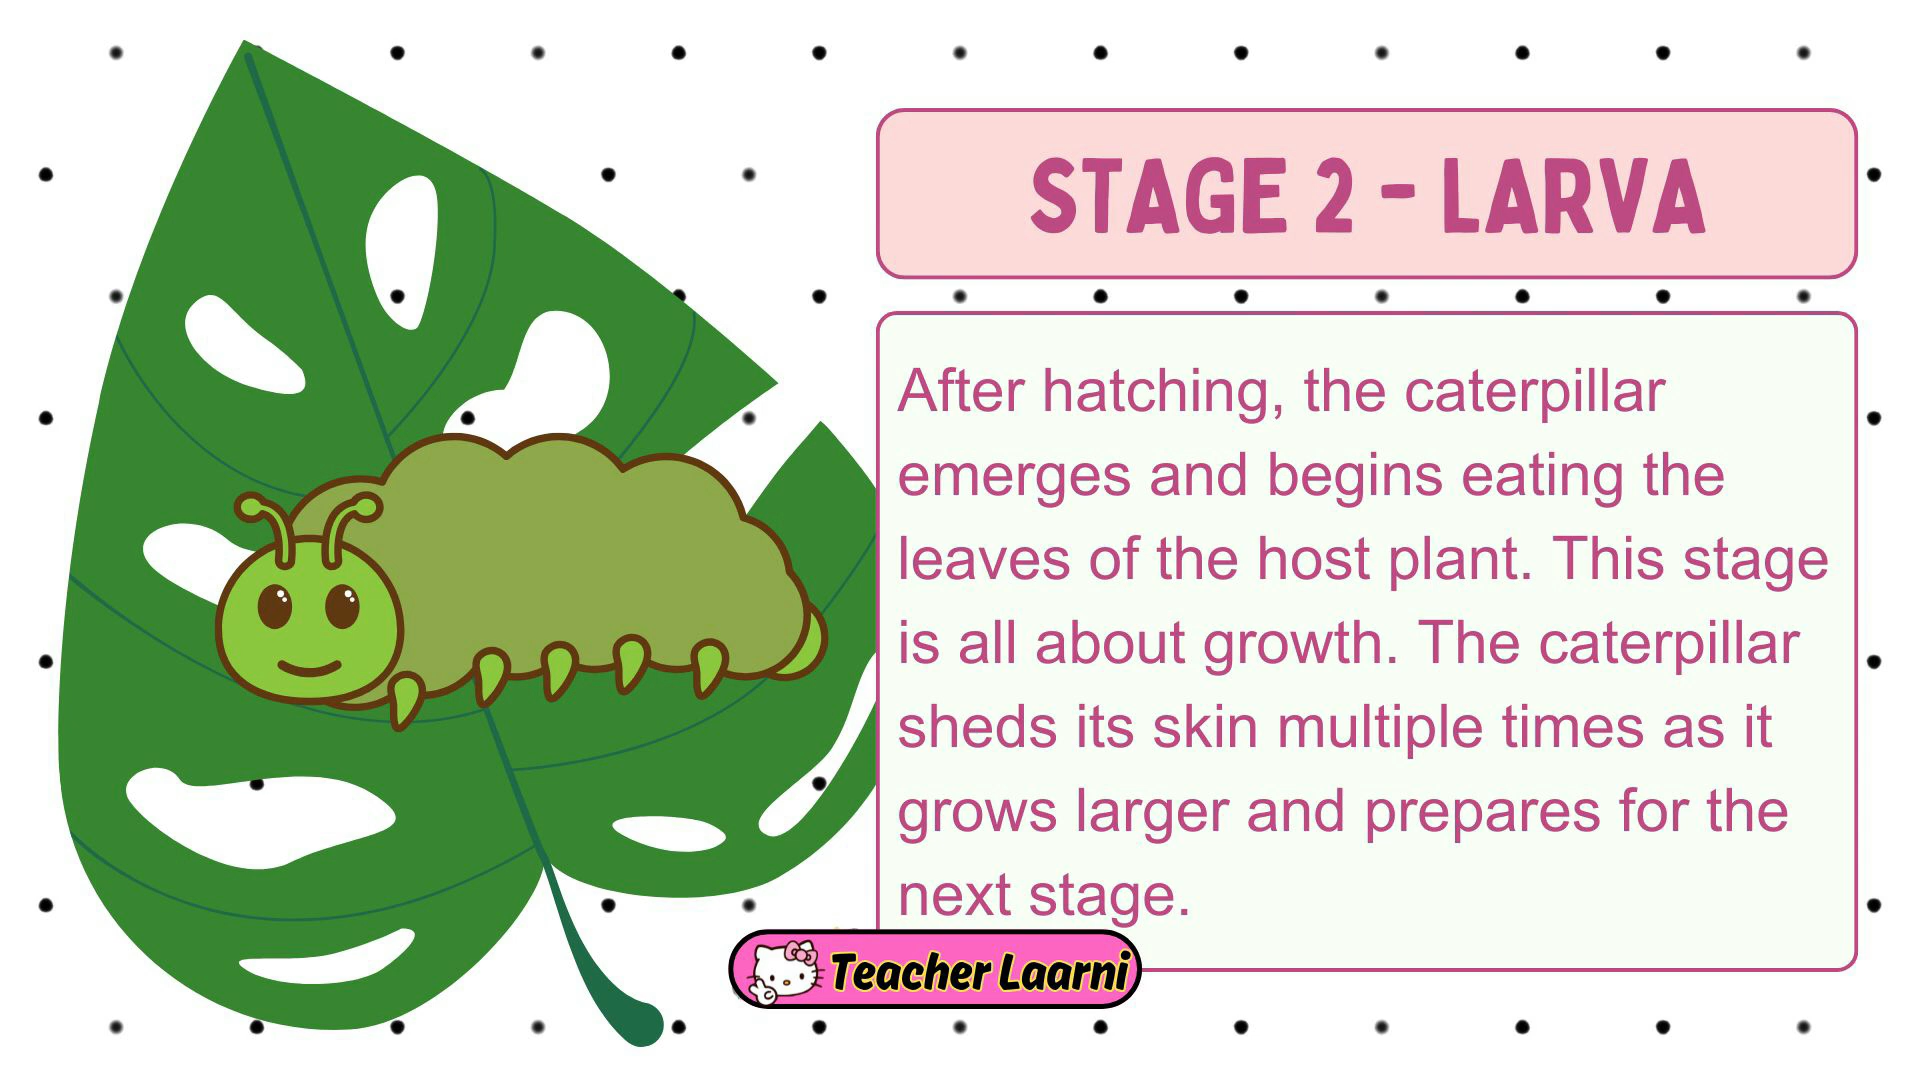 STAGE 2 - LARVA
After hatching, the caterpillar
emerges and begins eating the
leaves of the host plant. This stage
is all about growth. The caterpillar
sheds its skin multiple times as it
grows larger and prepares for the
next stage.
Teacher Laarni